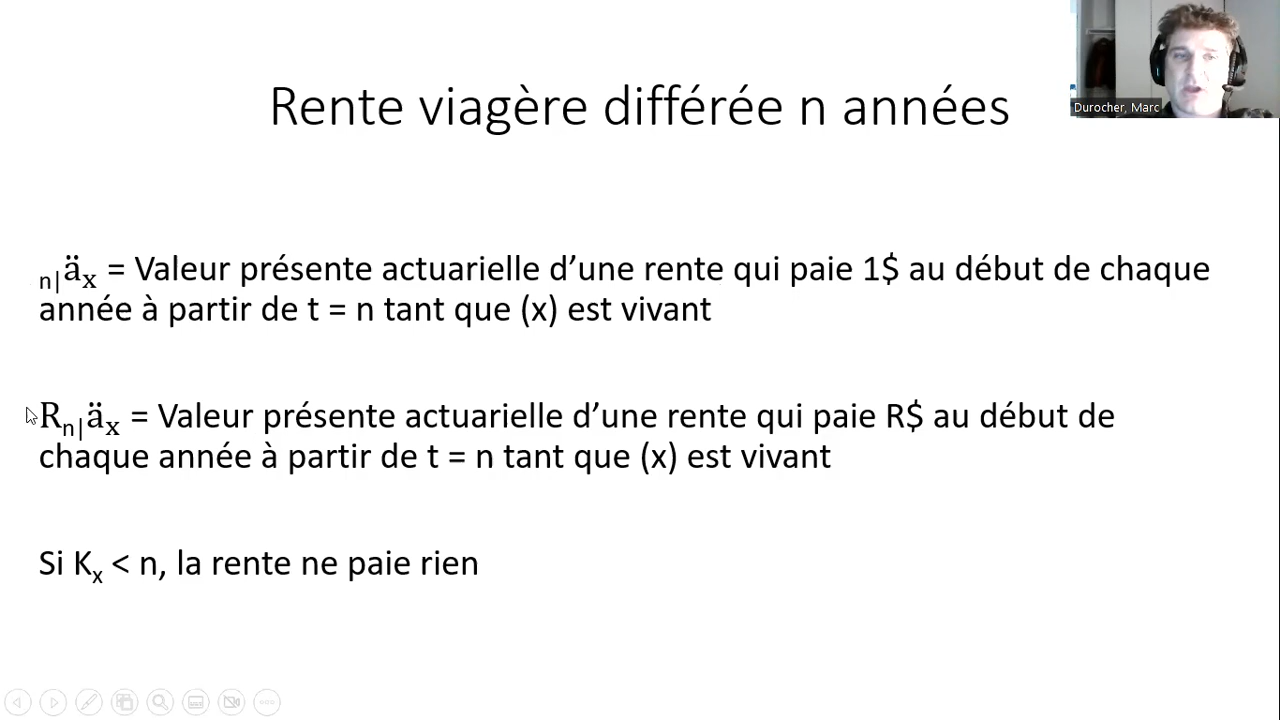 Rente viagère différée n années
Durocher, Marc
n|äx = Valeur présente actuarielle d’une rente qui paie 1$ au début de chaque
année à partir de t = n tant que (x) est vivant
Rn|äx = Valeur présente actuarielle d’une rente qui paie R$ au début de
chaque année à partir de t = n tant que (x) est vivant
Si Kx < n, la rente ne paie rien